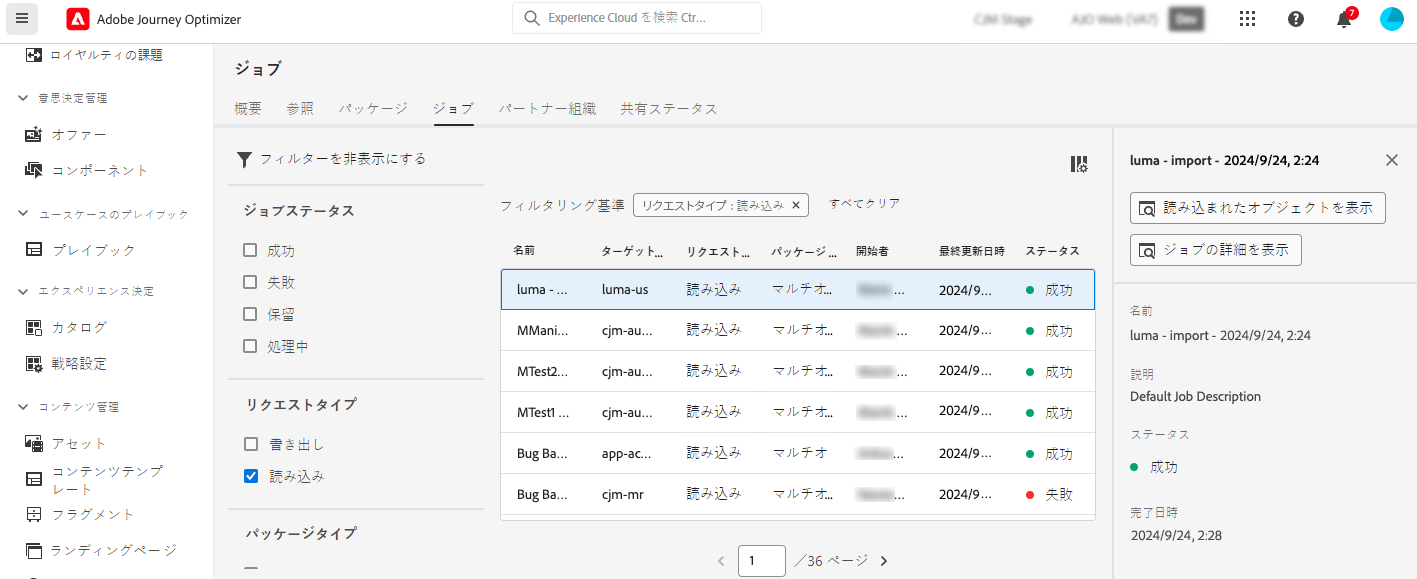 Adobe Journey Optimizer
Experience Cloud を検索 Ctr...
7
ロイヤルティの課題
意思決定管理
オファー
コンポーネント
ユースケースのプレイブック
プレイブック
エクスペリエンス決定
カタログ
戦略設定
コンテンツ管理
アセット
コンテンツテンプ
レート
フラグメント
ランディングページ
ジョブ
概要 参照 パッケージ ジョブ パートナー組織 共有ステータス
フィルターを非表示にする
ジョブステータス
成功
失敗
保留
処理中
リクエストタイプ
書き出し
読み込み
パッケージタイプ
フィルタリング基準 リクエストタイプ : 読み込み × すべてクリア
名前 ターゲット... リクエスト... パッケージ ... 開始者 最終更新日時 ステータス
luma - ... luma-us 読み込み マルチオ... ... 2024/9... 成功
MMani... cjm-au... 読み込み マルチオ... ... 2024/9... 成功
MTest2... cjm-au... 読み込み マルチオ... ... 2024/9... 成功
MTest1 ... cjm-au... 読み込み マルチオ... ... 2024/9... 成功
Bug Ba... app-ac... 読み込み マルチオ ... 2024/9... 成功
Bug Ba... cjm-mr 読み込み マルチオ... ... 2024/9... 失敗
1 ／36 ページ
luma - import - 2024/9/24, 2:24
読み込まれたオブジェクトを表示
ジョブの詳細を表示
名前
luma - import - 2024/9/24, 2:24
説明
Default Job Description
ステータス
成功
完了日時
2024/9/24, 2:28